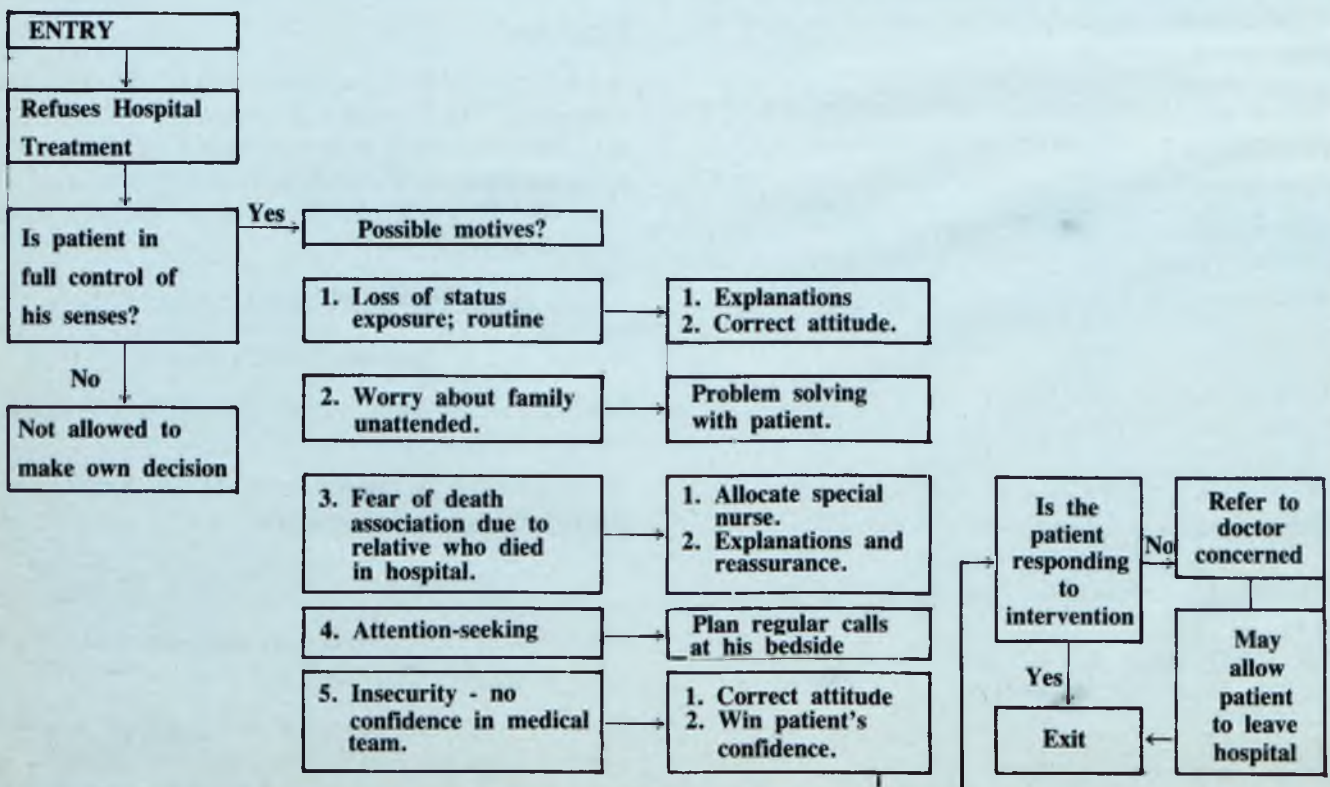 ENTRY
Refuses Hospital
Treatment
Is patient in
full control of
his senses?
Yes
No
Not allowed to
make own decision
Possible motives?
1. Loss of status
exposure; routine
1. Explanations
2. Correct attitude.
2. Worry about family
unattended.
Problem solving
with patient.
3. Fear of death
association due to
relative who died
in hospital.
1. Allocate special
nurse.
2. Explanations and
reassurance.
4. Attention-seeking
Plan regular calls
at his bedside
5. Insecurity - no
confidence in medical
team.
1. Correct attitude
2. Win patient's
confidence.
Is the
patient
responding
to
intervention
No
Refer to
doctor
concerned
May
allow
patient
to leave
hospital
Yes
Exit